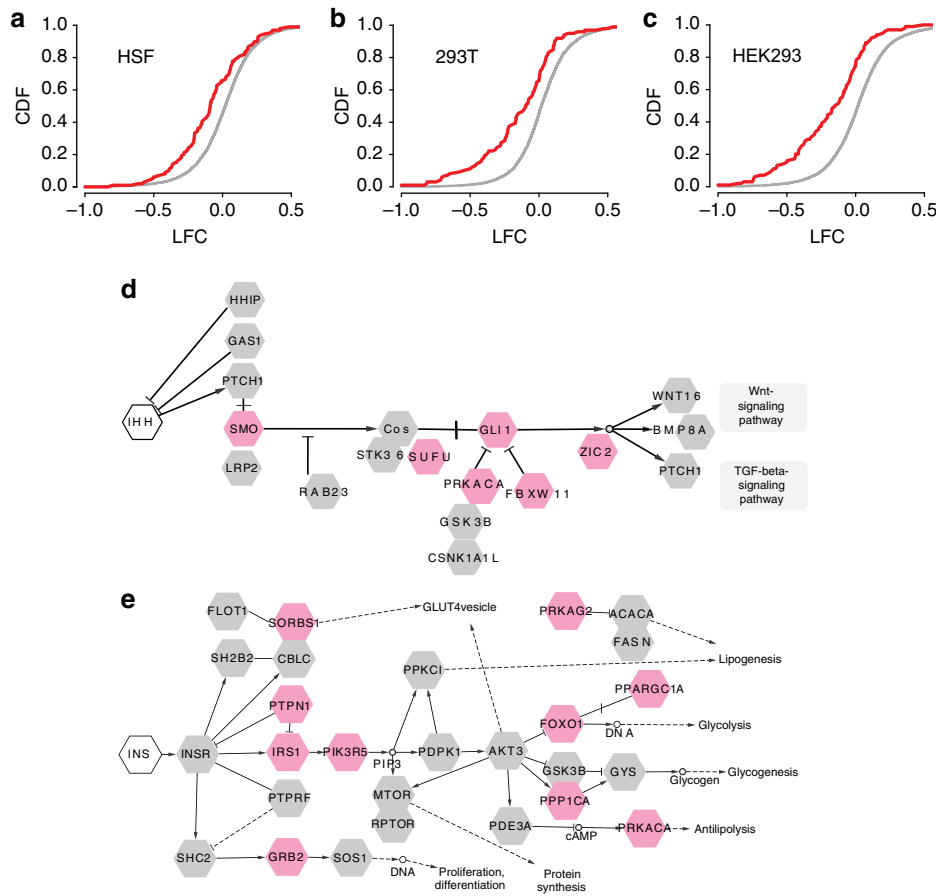 a
b
c
1.0
0.8
0.6
0.4
0.2
0.0
CDF
HSF
−1.0
−0.5
0.0
0.5
LFC
1.0
0.8
0.6
0.4
0.2
0.0
CDF
293T
−1.0
−0.5
0.0
0.5
LFC
1.0
0.8
0.6
0.4
0.2
0.0
CDF
HEK293
−1.0
−0.5
0.0
0.5
LFC
d
HHIP
GAS1
PTCH1
IHH
SMO
LRP2
RAB23
Cos
STK36
SUFU
GLI1
PRKACA
FBXW11
GSK3B
CSNK1A1L
ZIC2
WNT16
BMP8A
PTCH1
Wnt-
signaling
pathway
TGF-beta-
signaling
pathway
e
FLOT1
SORBS1
GLUT4vesicle
PRKAG2
ACACA
FASN
SH2B2
CBLC
PPKCI
Lipogenesis
PTPN1
PPARGC1A
FOXO1
DNA
Glycolysis
INS
INSR
IRS1
PIK3R5
PIP3
PDPK1
AKT3
GSK3B
GYS
Glycogen
Glycogenesis
PTPRF
MTOR
RPTOR
PPP1CA
PDE3A
cAMP
PRKACA
Antilipolysis
SHC2
GRB2
SOS1
DNA
Proliferation,
differentiation
Protein
synthesis